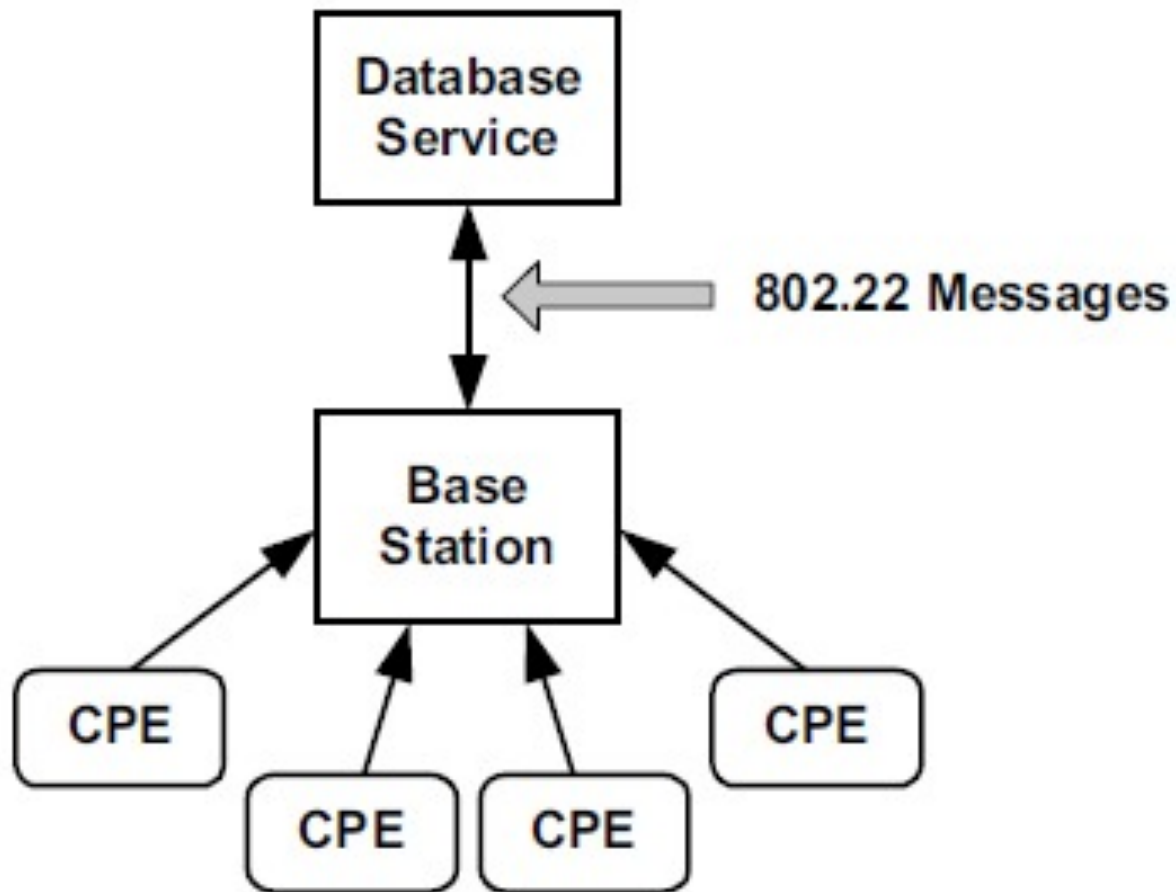 Database
Service
802.22 Messages
Base
Station
CPE
CPE
CPE
CPE